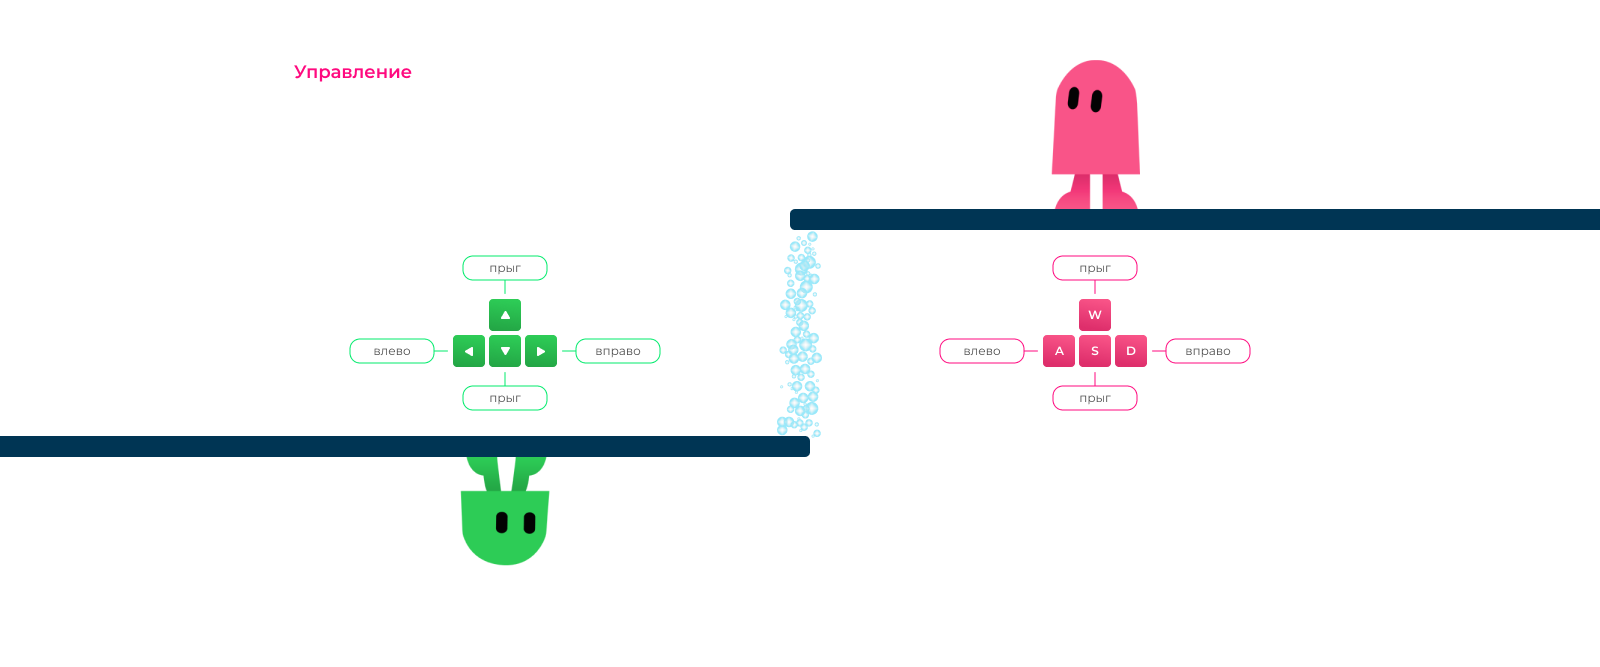 Управление
прыг
влево
вправо
прыг
прыг
W
влево
A S D
вправо
прыг